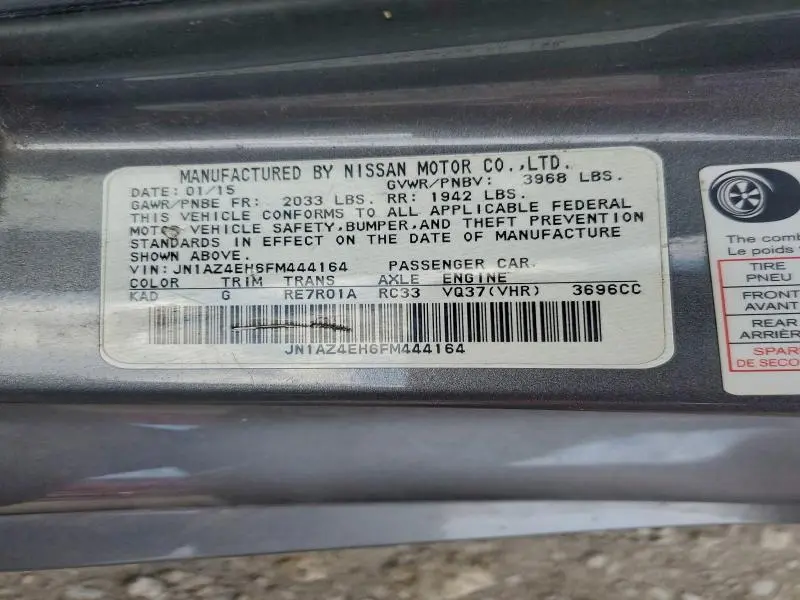 MANUFACTURED BY NISSAN MOTOR CO.,LTD.
DATE: 01/15 GVWR/PNBV: 3968 LBS.
GAWR/PNBE FR: 2033 LBS. RR: 1942 LBS.
THIS VEHICLE CONFORMS TO ALL APPLICABLE FEDERAL
MOTOR VEHICLE SAFETY,BUMPER,AND THEFT PREVENTION
STANDARDS IN EFFECT ON THE DATE OF MANUFACTURE
SHOWN ABOVE.
VIN: JN1AZ4EH6FM444164 PASSENGER CAR.
COLOR TRIM TRANS AXLE ENGINE
KAD G RE7R01A RC33 VQ37(VHR) 3696CC
JN1AZ4EH6FM444164
The comb
Le poids
TIRE
PNEU
FRONT
AVANT
REAR
ARRIÈR
SPAR
DE SECO